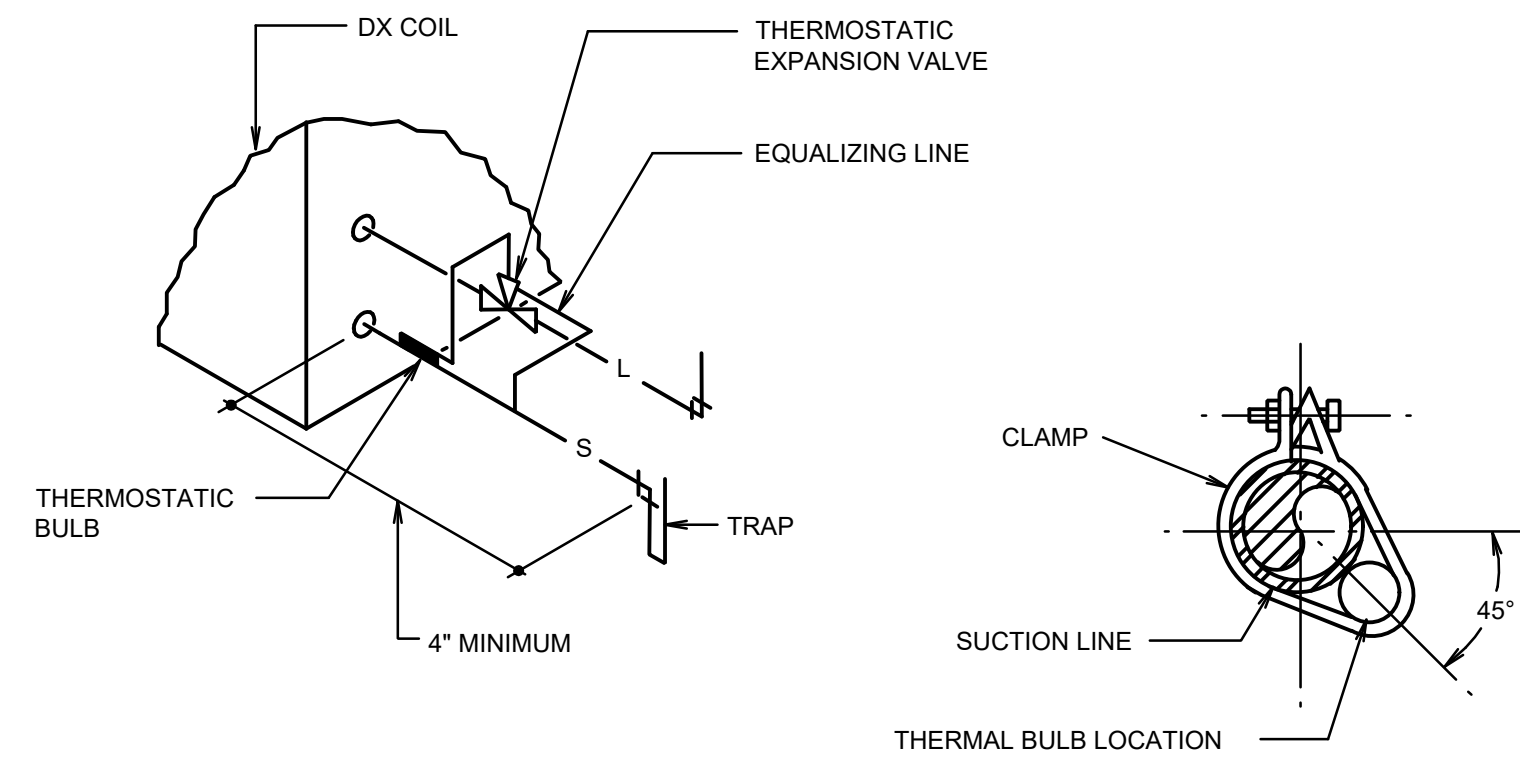 DX COIL
THERMOSTATIC
EXPANSION VALVE
EQUALIZING LINE
L
S
THERMOSTATIC
BULB
TRAP
4" MINIMUM
CLAMP
SUCTION LINE
45°
THERMAL BULB LOCATION